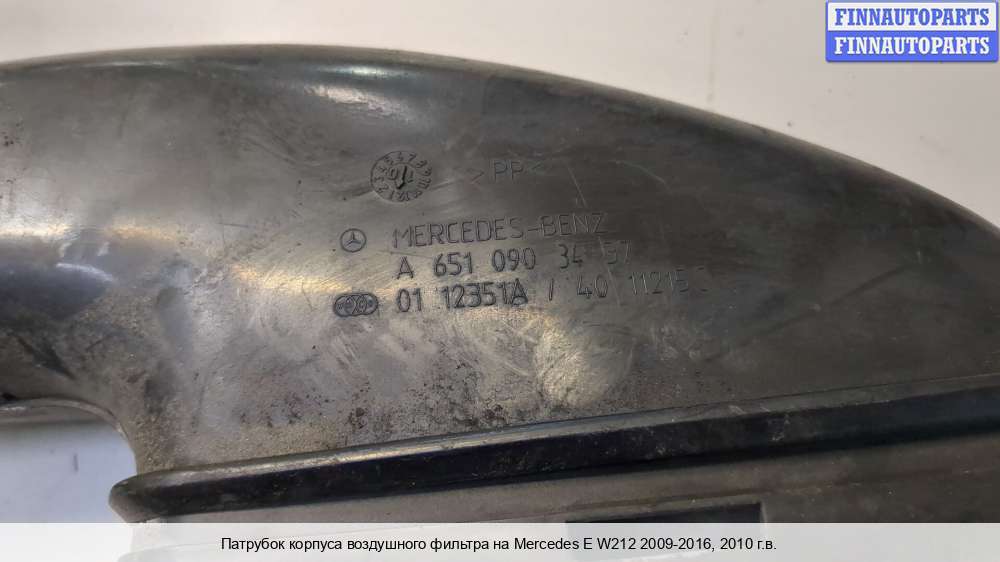 FINNAUTOPARTS
FINNAUTOPARTS
>PP<
MERCEDES-BENZ
A 651 090 34 57
01 12351A / 40 11215
Патрубок корпуса воздушного фильтра на Mercedes E W212 2009-2016, 2010 г.в.